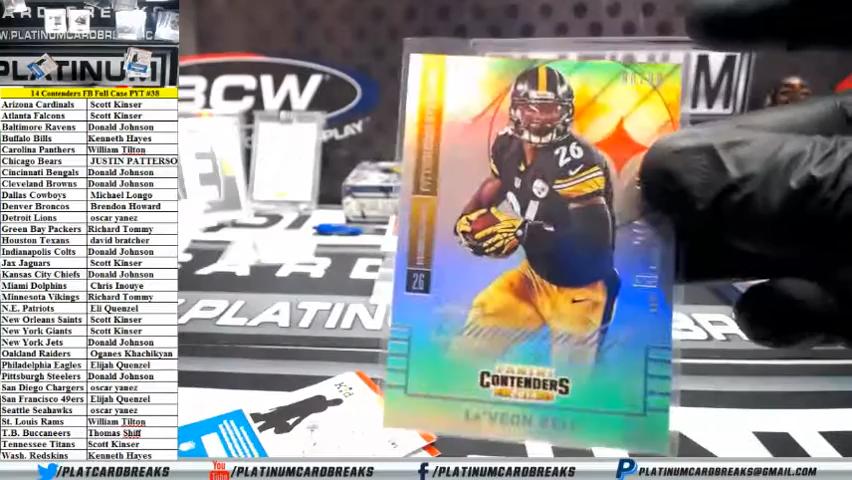 WWW.PLATINUMCARDBREAKS
PLATINUM
14 Contenders FB Full Case PYT #38
Arizona Cardinals Scott Kinser
Atlanta Falcons Scott Kinser
Baltimore Ravens Donald Johnson
Buffalo Bills Kenneth Hayes
Carolina Panthers William Tilton
Chicago Bears JUSTIN PATTERSO
Cincinnati Bengals Donald Johnson
Cleveland Browns Donald Johnson
Dallas Cowboys Michael Longo
Denver Broncos Brendon Howard
Detroit Lions oscar yanez
Green Bay Packers Richard Tommy
Houston Texans david bratcher
Indianapolis Colts Donald Johnson
Jax Jaguars Scott Kinser
Kansas City Chiefs Donald Johnson
Miami Dolphins Chris Inouye
Minnesota Vikings Richard Tommy
N.E. Patriots Eli Quenzel
New Orleans Saints Scott Kinser
New York Giants Scott Kinser
New York Jets Donald Johnson
Oakland Raiders Oganes Khachikyan
Philadelphia Eagles Elijah Quenzel
Pittsburgh Steelers Donald Johnson
San Diego Chargers oscar yanez
San Francisco 49ers Elijah Quenzel
Seattle Seahawks oscar yanez
St. Louis Rams William Tilton
T.B. Buccaneers Thomas Shiff
Tennessee Titans Scott Kinser
Wash. Redskins Kenneth Hayes
BCW
PLAY
M
PLATINUM
26
26
PANINI
CONTENDERS
LE'VEON BELL
/PLATCARDBREAKS
You Tube /PLATINUMCARDBREAKS
/PLATINUMCARDBREAKS
PLATINUMCARDBREAKS@GMAIL.COM